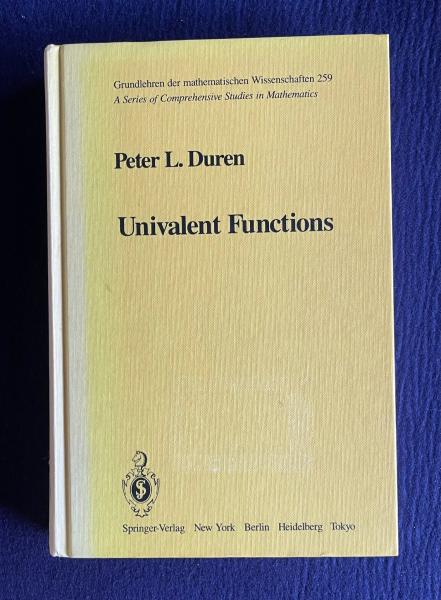 Grundlehren der mathematischen Wissenschaften 259
A Series of Comprehensive Studies in Mathematics
Peter L. Duren
Univalent Functions
S
Springer-Verlag New York Berlin Heidelberg Tokyo